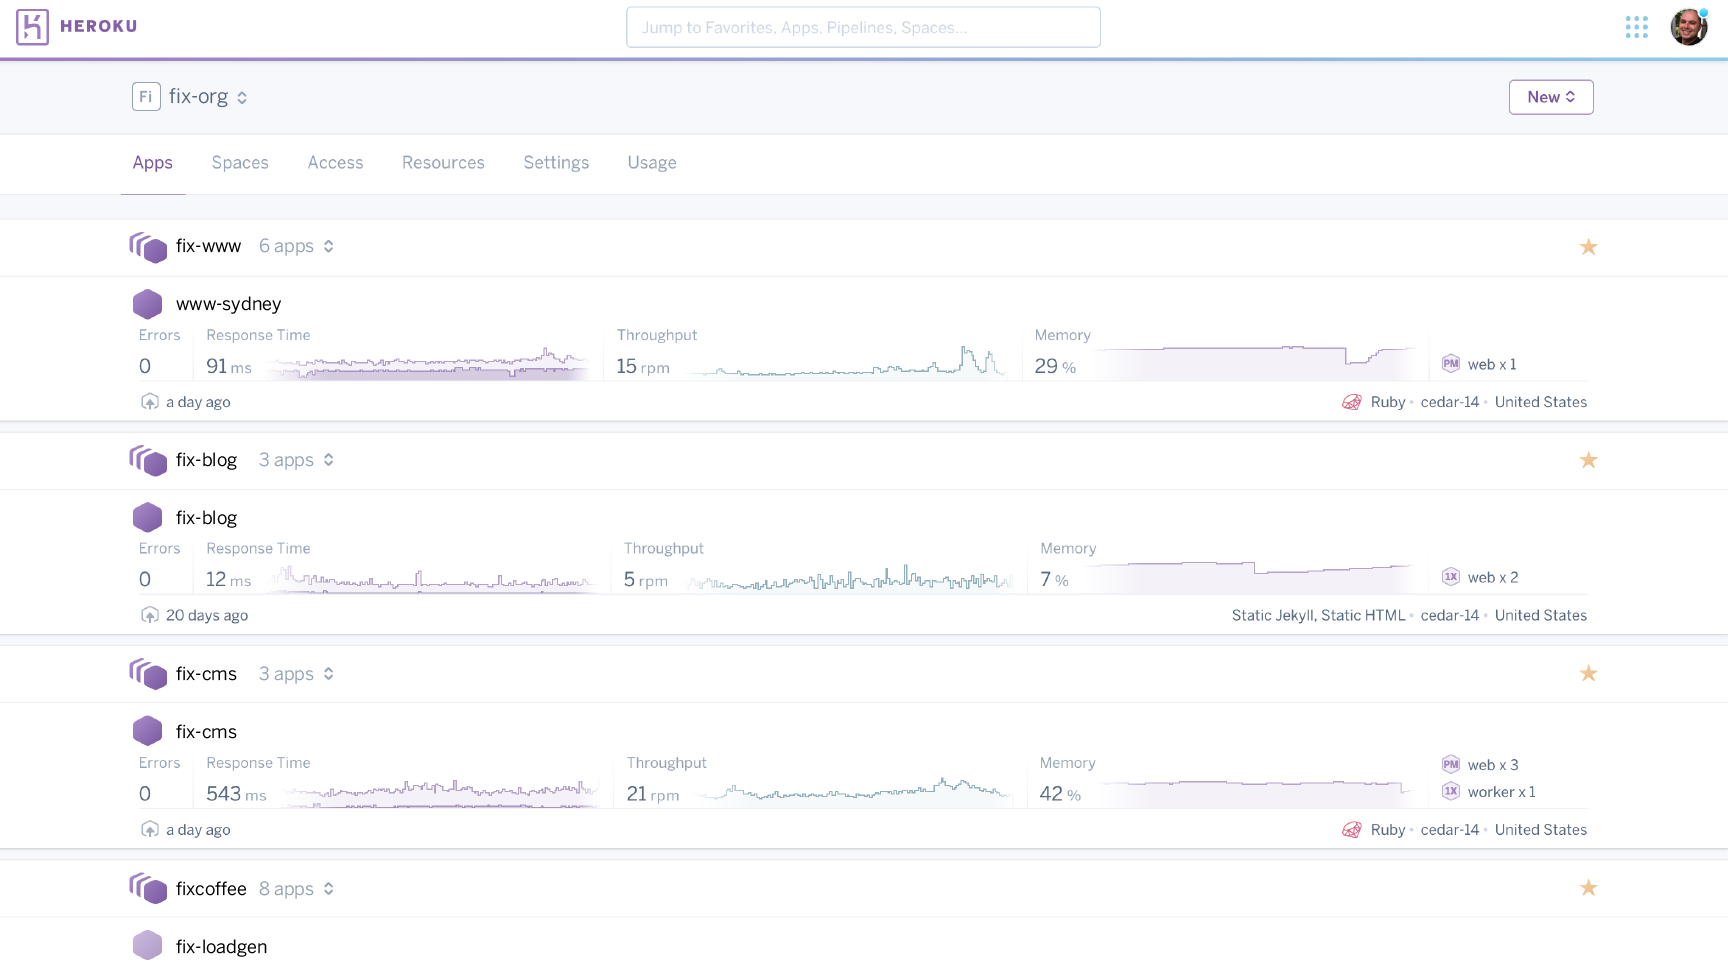 HEROKU
Jump to Favorites, Apps, Pipelines, Spaces...
Fi fix-org
New
Apps Spaces Access Resources Settings Usage
fix-www 6 apps
www-sydney
Errors Response Time Throughput Memory
0 91 ms 15 rpm 29 % PM web x 1
a day ago Ruby • cedar-14 • United States
fix-blog 3 apps
fix-blog
Errors Response Time Throughput Memory
0 12 ms 5 rpm 7 % 1X web x 2
20 days ago Static Jekyll, Static HTML • cedar-14 • United States
fix-cms 3 apps
fix-cms
Errors Response Time Throughput Memory
PM web x 3
0 543 ms 21 rpm 42 % 1X worker x 1
a day ago Ruby • cedar-14 • United States
fixcoffee 8 apps
fix-loadgen